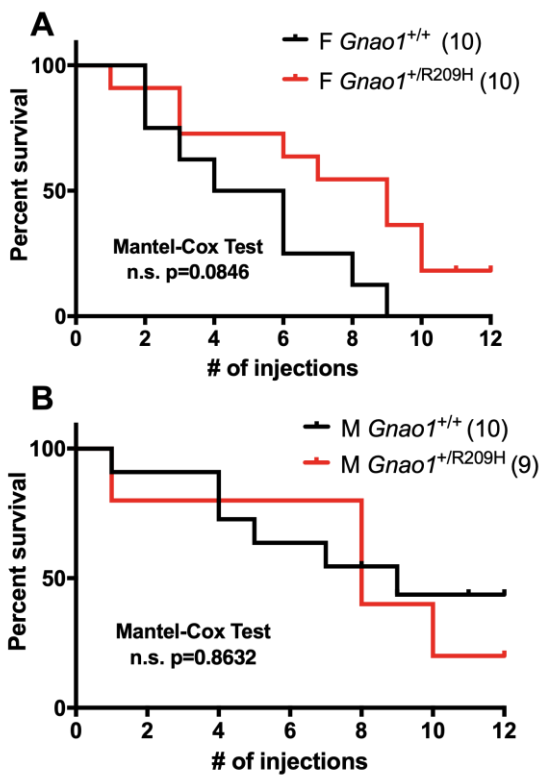 A
F Gnao1+/+ (10)
F Gnao1+/R209H (10)
Percent survival
100
50
0
Mantel-Cox Test
n.s. p=0.0846
0 2 4 6 8 10 12
# of injections
B
M Gnao1+/+ (10)
M Gnao1+/R209H (9)
Percent survival
100
50
0
Mantel-Cox Test
n.s. p=0.8632
0 2 4 6 8 10 12
# of injections